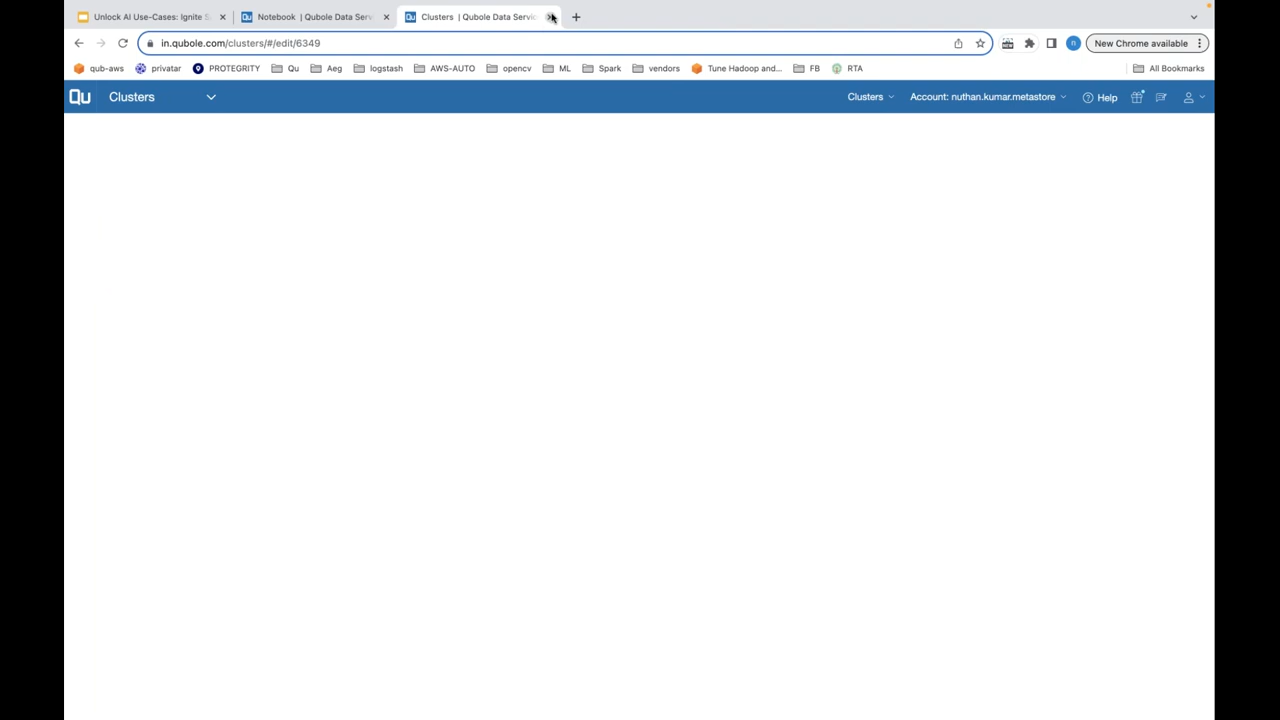 Unlock AI Use-Cases: Ignite S
Notebook | Qubole Data Serv
Clusters | Qubole Data Servic
in.qubole.com/clusters/#/edit/6349
New Chrome available
qub-aws privatar PROTEGRITY Qu Aeg logstash AWS-AUTO opencv ML Spark vendors Tune Hadoop and... FB RTA All Bookmarks
Qu Clusters Clusters Account: nuthan.kumar.metastore Help